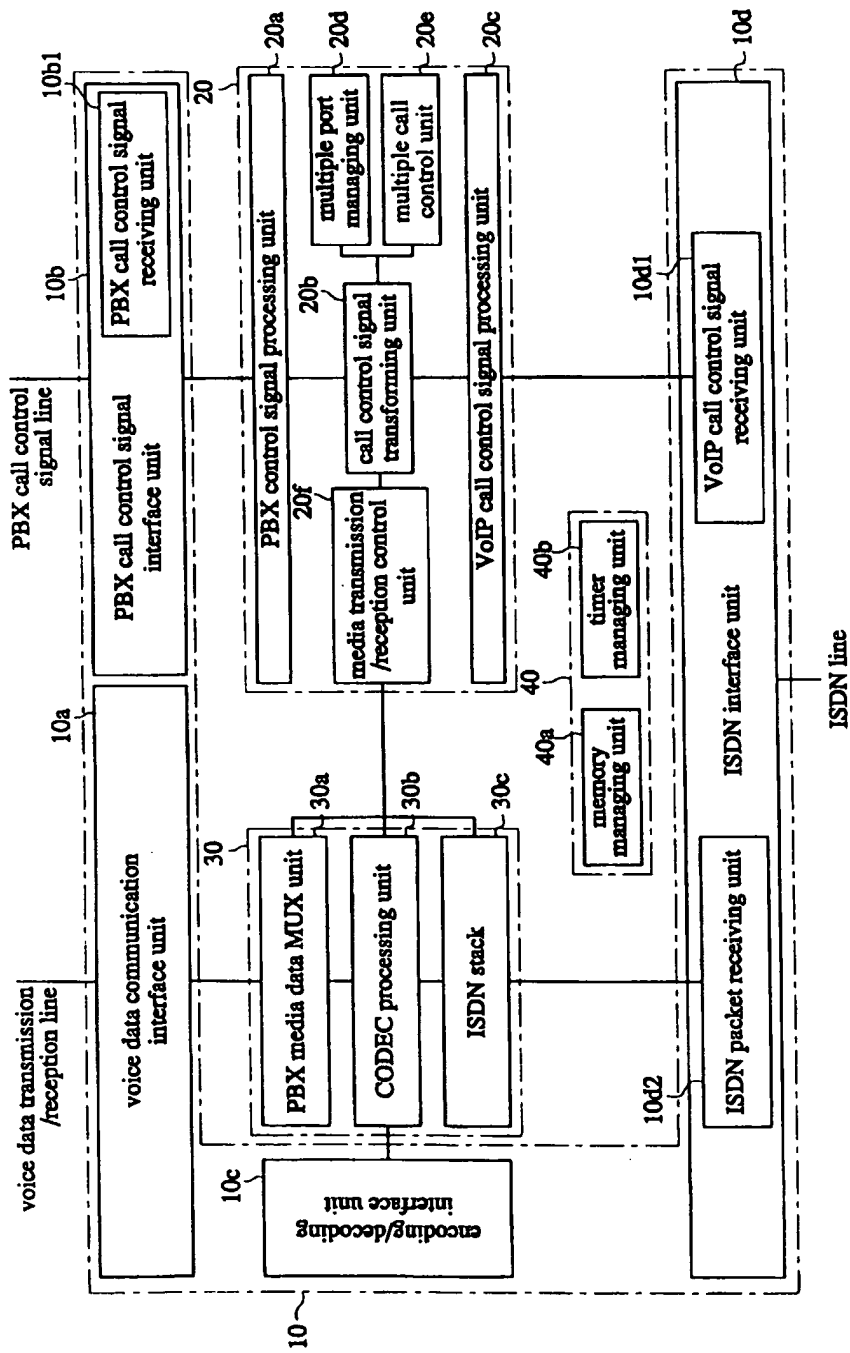 voice data transmission
/reception line
PBX call control
signal line
10a
10b
10b1
voice data communication
interface unit
PBX call control signal
interface unit
PBX call control signal
receiving unit
10
10c
encoding/decoding
interface unit
30
30a
PBX media data MUX unit
30b
CODEC processing unit
30c
ISDN stack
20
20a
PBX control signal processing unit
20f
media transmission
/reception control
unit
20b
call control signal
transforming unit
20d
multiple port
managing unit
20e
multiple call
control unit
20c
VoIP call control signal processing unit
40
40a
memory
managing unit
40b
timer
managing unit
10d
10d2
ISDN packet receiving unit
ISDN interface unit
10d1
VoIP call control signal
receiving unit
ISDN line